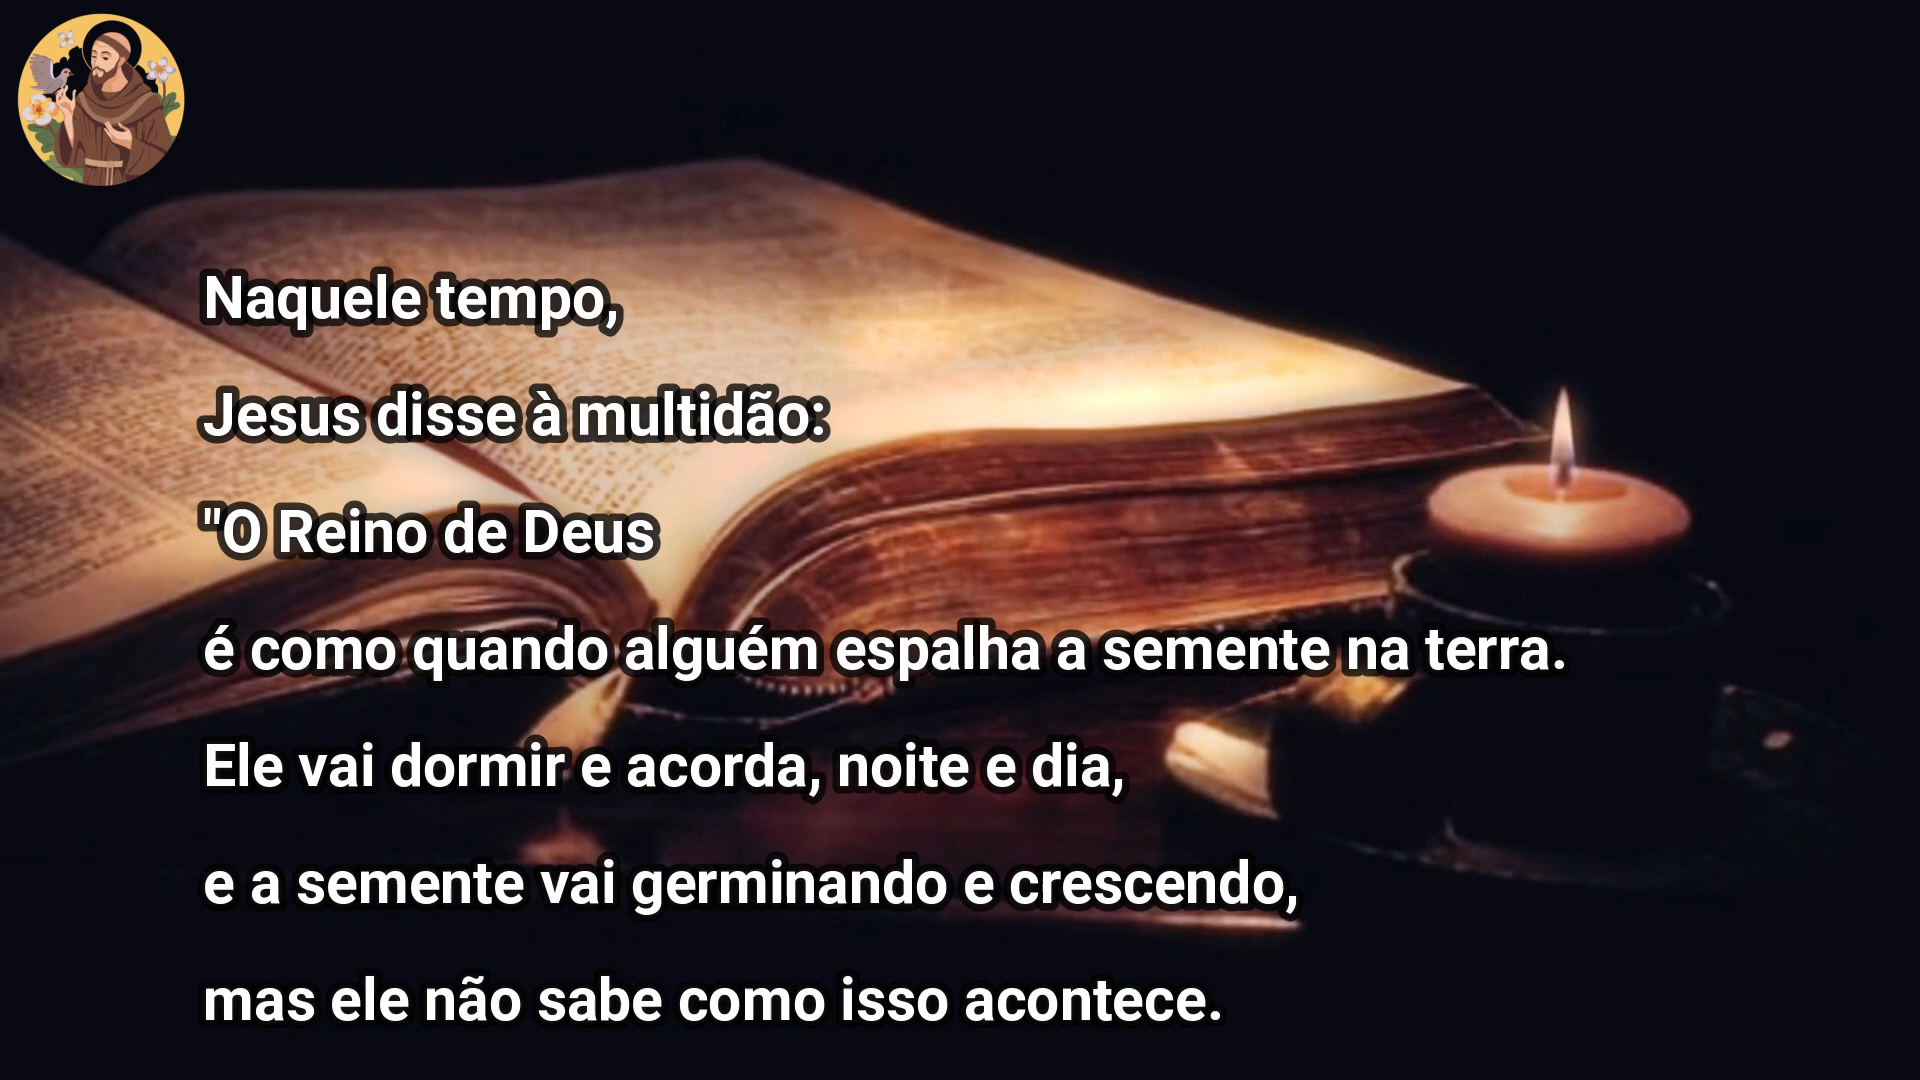 Naquele tempo,
Jesus disse à multidão:
"O Reino de Deus
é como quando alguém espalha a semente na terra.
Ele vai dormir e acorda, noite e dia,
e a semente vai germinando e crescendo,
mas ele não sabe como isso acontece.